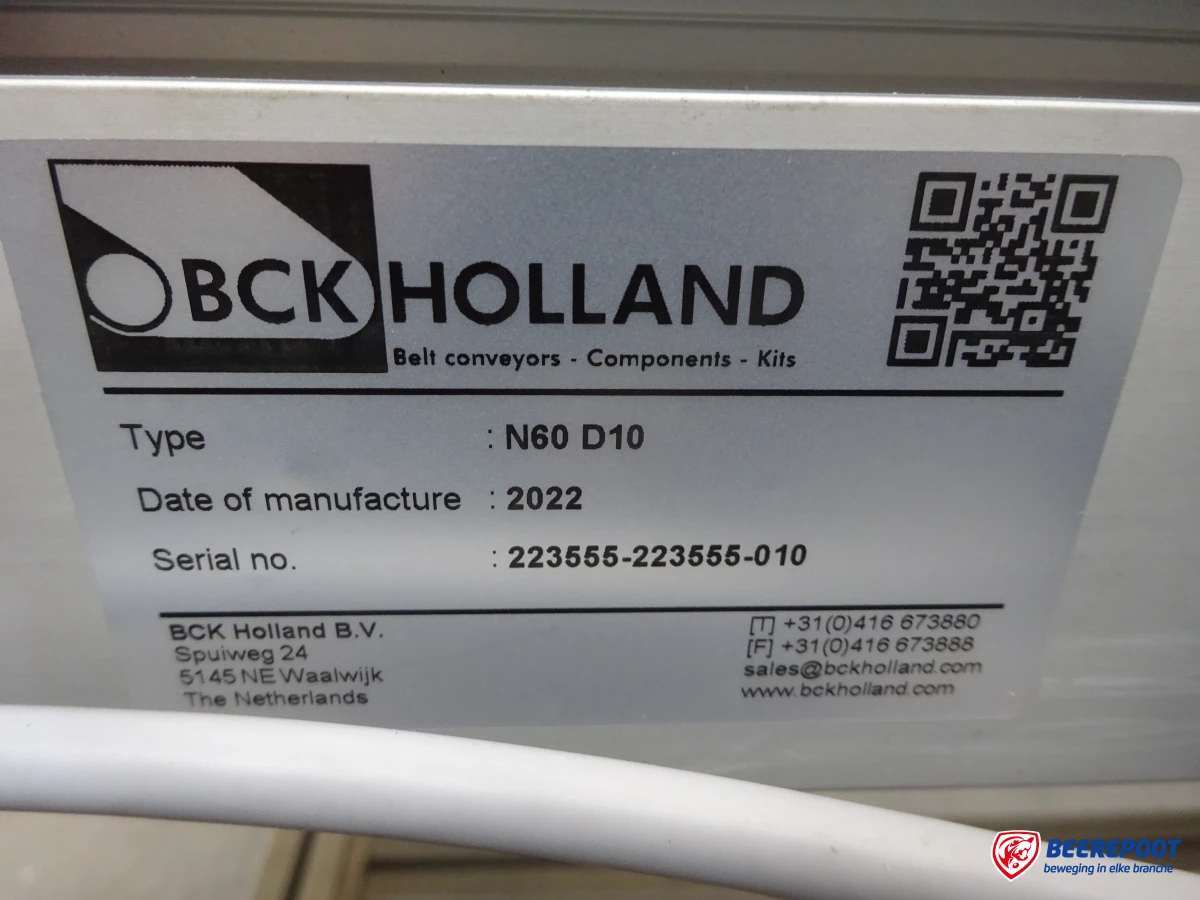 BCK HOLLAND
Belt conveyors - Components - Kits
Type : N60 D10
Date of manufacture : 2022
Serial no. : 223555-223555-010
BCK Holland B.V.
Spuiweg 24
5145 NE Waalwijk
The Netherlands
[T] +31(0)416 673880
[F] +31(0)416 673888
sales@bckholland.com
www.bckholland.com
BEEREPOOT
beweging in elke branche